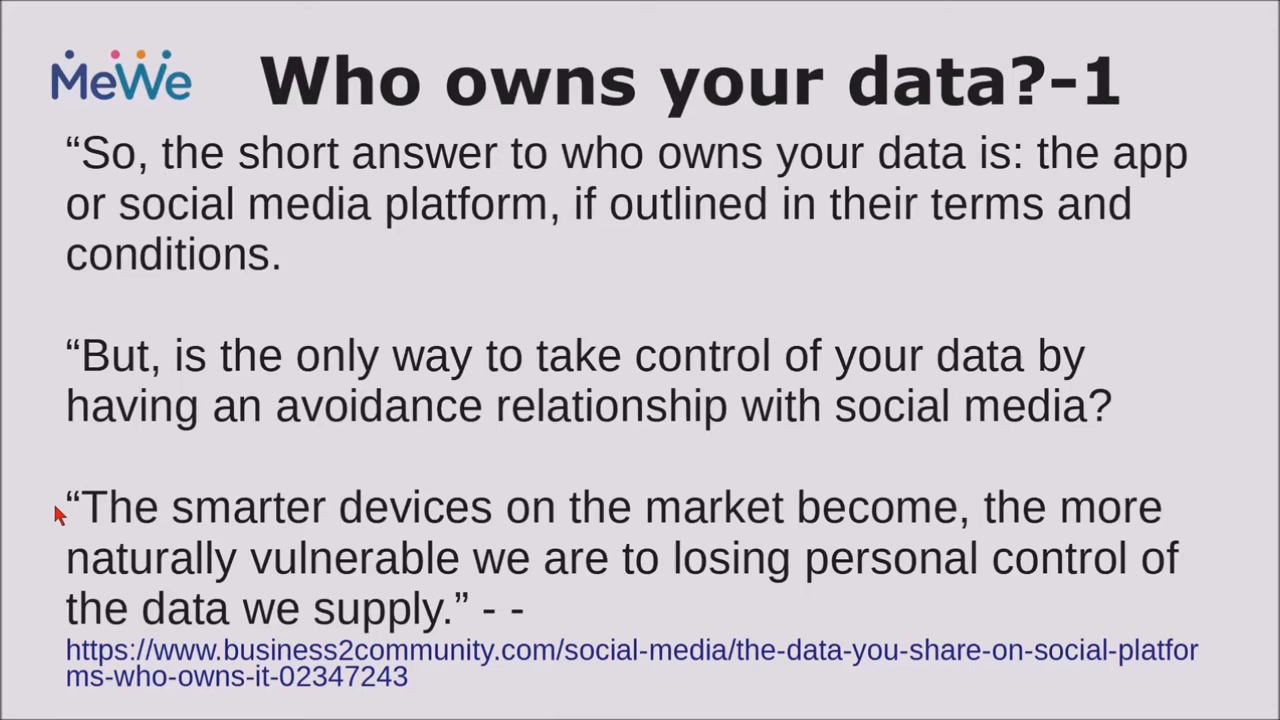 MeWe
Who owns your data?-1
“So, the short answer to who owns your data is: the app
or social media platform, if outlined in their terms and
conditions.
“But, is the only way to take control of your data by
having an avoidance relationship with social media?
“The smarter devices on the market become, the more
naturally vulnerable we are to losing personal control of
the data we supply.” - -
https://www.business2community.com/social-media/the-data-you-share-on-social-platfor
ms-who-owns-it-02347243